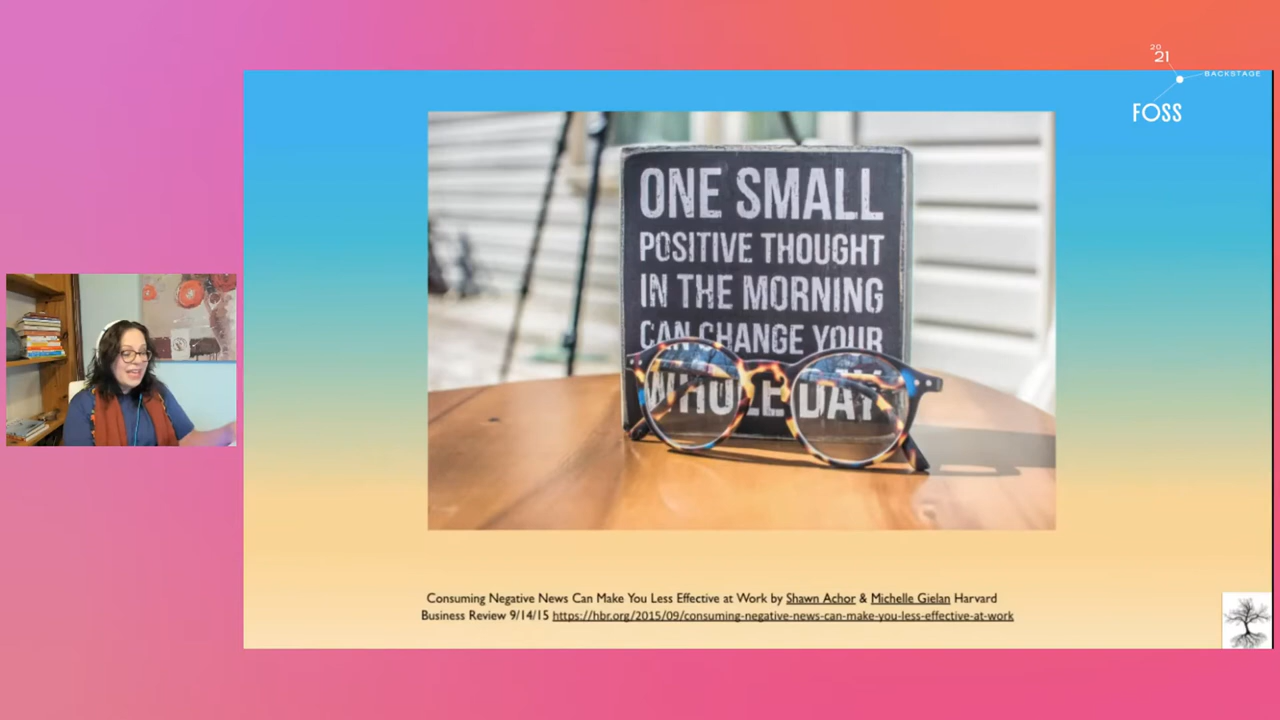 20
21
BACKSTAGE
FOSS
ONE SMALL
POSITIVE THOUGHT
IN THE MORNING
CAN CHANGE YOUR
WHOLE DAY
Consuming Negative News Can Make You Less Effective at Work by Shawn Achor & Michelle Gielan Harvard
Business Review 9/14/15 https://hbr.org/2015/09/consuming-negative-news-can-make-you-less-effective-at-work